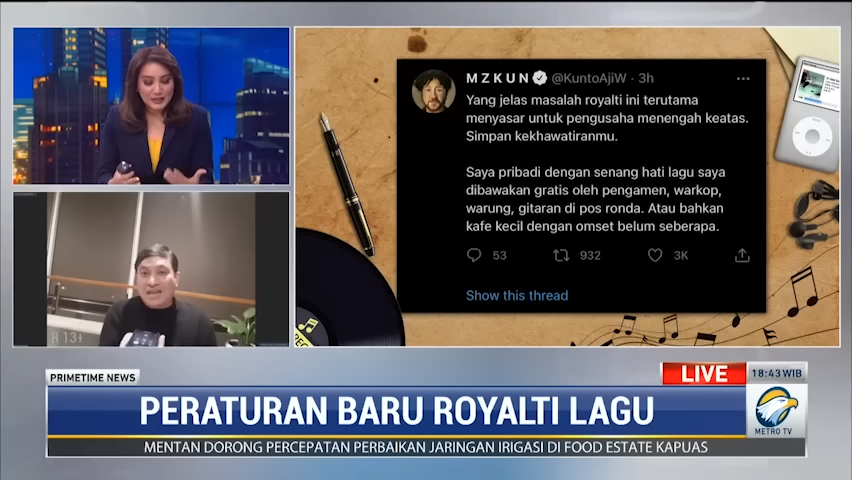 MZKUN @KuntoAjiW · 3h
Yang jelas masalah royalti ini terutama
menyasar untuk pengusaha menengah keatas.
Simpan kekhawatiranmu.
Saya pribadi dengan senang hati lagu saya
dibawakan gratis oleh pengamen, warkop,
warung, gitaran di pos ronda. Atau bahkan
kafe kecil dengan omset belum seberapa.
53 932 3K
Show this thread
R 13+
PRIMETIME NEWS
LIVE
18:43 WIB
PERATURAN BARU ROYALTI LAGU
METRO TV
MENTAN DORONG PERCEPATAN PERBAIKAN JARINGAN IRIGASI DI FOOD ESTATE KAPUAS